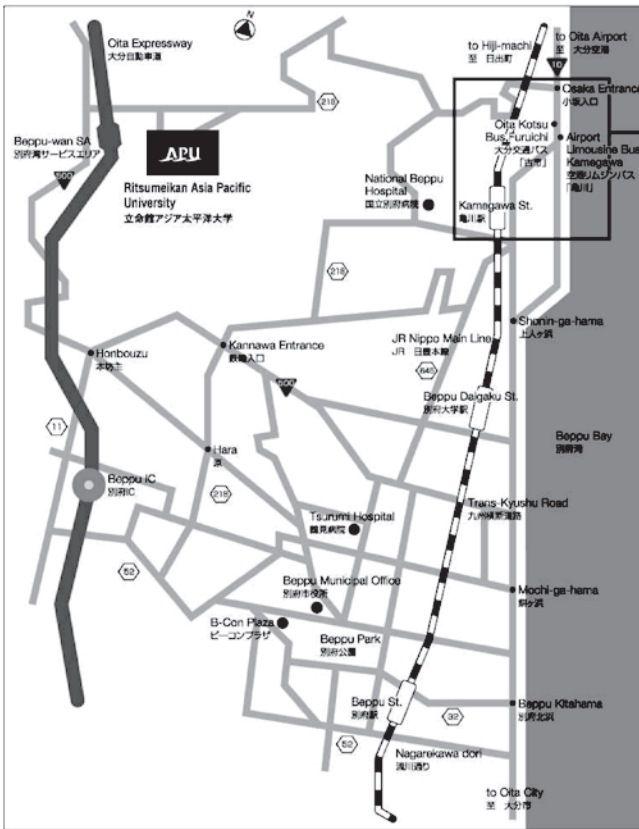 N
Oita Expressway
大分自動車道
to Hiji-machi
至 日出町
to Oita Airport
至 大分空港
10
Osaka Entrance
小坂入口
218
Oita Kotsu
Bus Furuichi
大分交通バス
「古市」
Airport
Limousine Bus
Kamegawa
空港リムジンバス
「亀川」
Beppu-wan SA
別府湾サービスエリア
500
APU
Ritsumeikan Asia Pacific
University
立命館アジア太平洋大学
National Beppu
Hospital
国立別府病院
Kamegawa St.
亀川駅
218
Shonin-ga-hama
上人ヶ浜
Kannawa Entrance
鉄輪入口
JR Nippo Main Line
JR 日豊本線
Honbouzu
本坊主
645
500
Beppu Daigaku St.
別府大学駅
11
Beppu Bay
別府湾
Hara
原
Beppu IC
別府IC
218
Trans-Kyushu Road
九州横断道路
Tsurumi Hospital
鶴見病院
52
Beppu Municipal Office
別府市役所
Mochi-ga-hama
餅ヶ浜
B-Con Plaza
ビーコンプラザ
Beppu Park
別府公園
Beppu St.
別府駅
Beppu Kitahama
別府北浜
32
52
Nagarekawa dori
流川通り
to Oita City
至 大分市